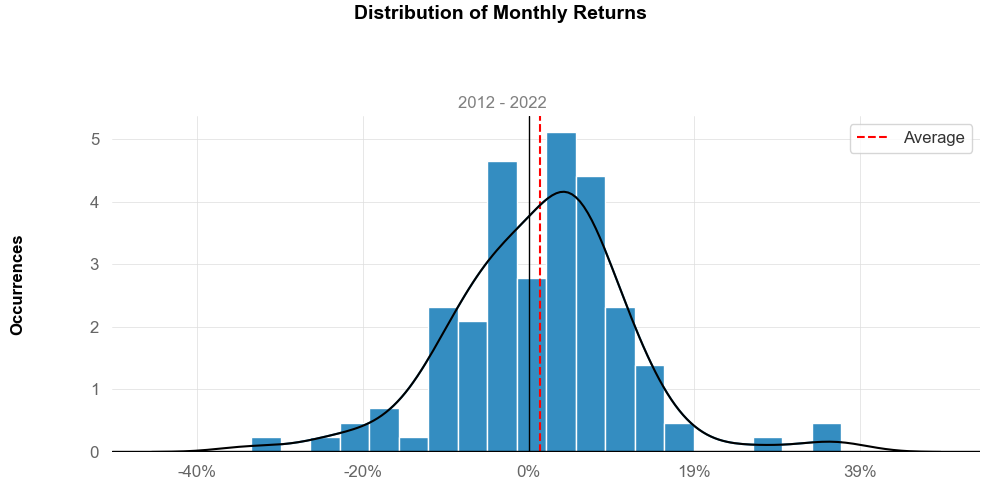 Distribution of Monthly Returns
2012 - 2022
Average
Occurrences
5
4
3
2
1
0
-40%
-20%
0%
19%
39%